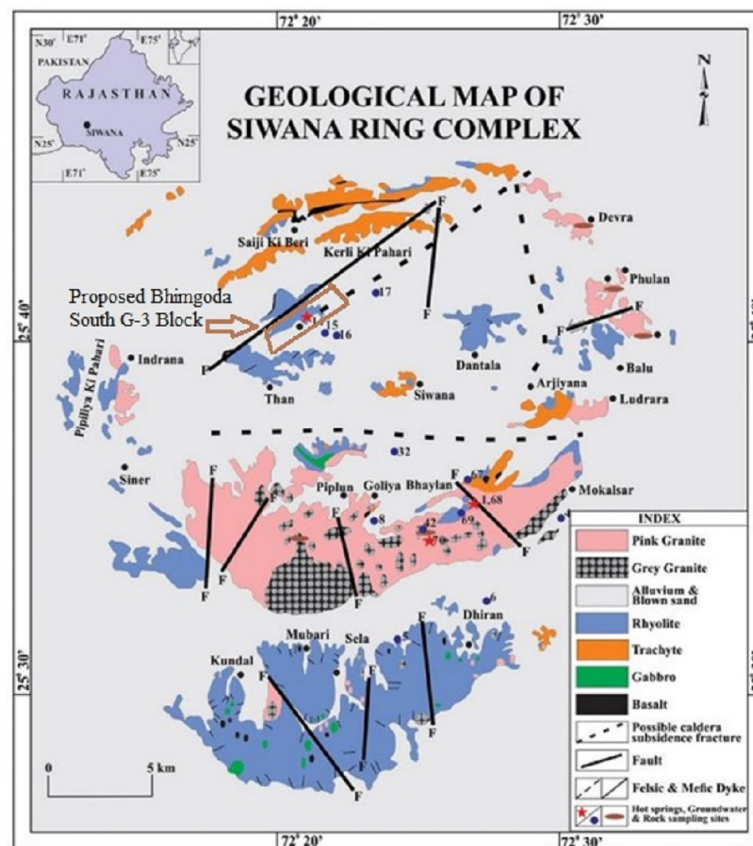 72° 20'
72° 30'
N30°
E71°
E75°
PAKISTAN
RAJASTHAN
SIWANA
N25°
N25°
E71°
E75°
N
GEOLOGICAL MAP OF
SIWANA RING COMPLEX
Devra
Saiji Ki Beri
F
Kerli Ki Pahari
Phulan
Proposed Bhimgoda
South G-3 Block
17
F
F
F
25° 40'
15
16
Indrana
Dantala
Balu
Pipiliya Ki Pahari
F
Than
Siwana
Arjiyana
Ludrara
32
Siner
F
F
Piplun
Goliya
Bhaylan
F
67
Mokalsar
1,68
F
8
42
69
4
70
F
F
F
F
6
Dhiran
Mubari
Sela
F
5
Kundal
F
F
25° 30'
F
F
F
0
5 km
INDEX
Pink Granite
Grey Granite
Alluvium &
Blown sand
Rhyolite
Trachyte
Gabbro
Basalt
Possible caldera
subsidence fracture
F
F
Fault
Felsic & Mefic Dyke
Hot springs, Groundwater
& Rock sampling sites
72° 20'
72° 30'